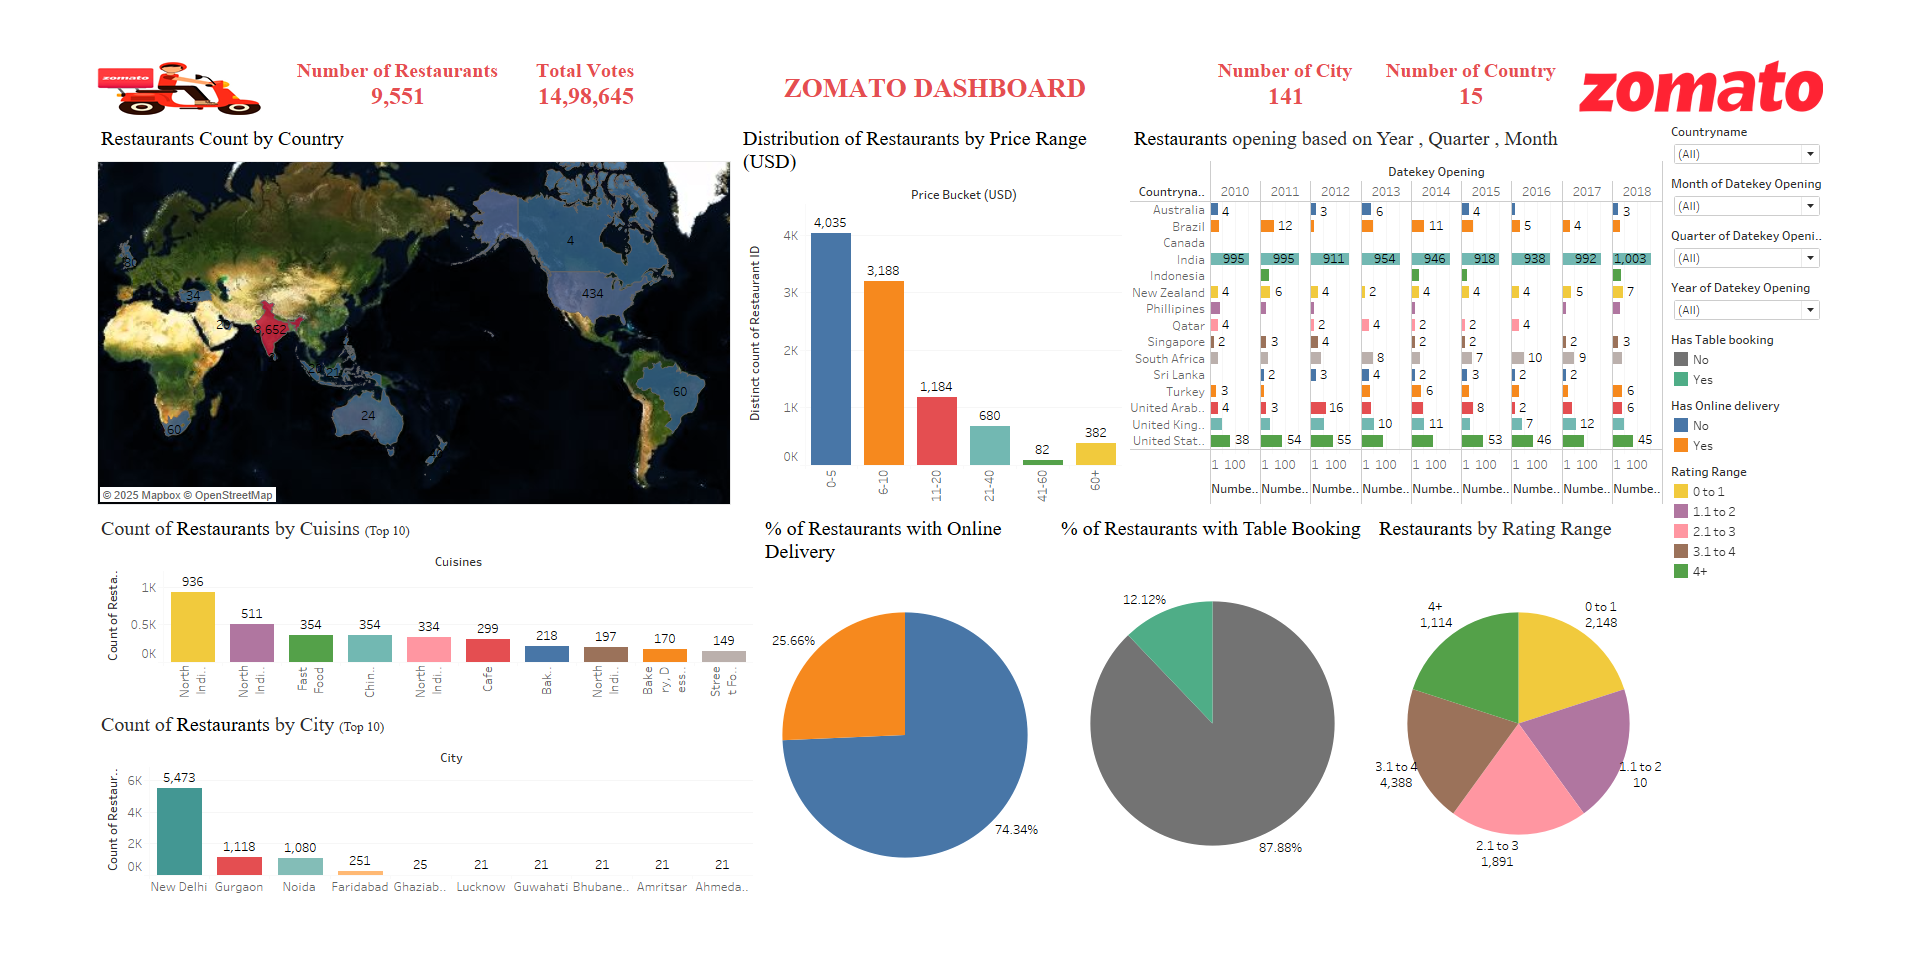 zomato
Number of Restaurants
9,551
Total Votes
14,98,645
ZOMATO DASHBOARD
Number of City
141
Number of Country
15
zomato
Restaurants Count by Country
4
434
34
8,652
24
60
60
© 2025 Mapbox © OpenStreetMap
Distribution of Restaurants by Price Range
(USD)
Price Bucket (USD)
Distinct count of Restaurant ID
4K
3K
2K
1K
0K
4,035
3,188
1,184
680
82
382
0-5
6-10
11-20
21-40
41-60
60+
Restaurants opening based on Year , Quarter , Month
Datekey Opening
Countryna.. 2010 2011 2012 2013 2014 2015 2016 2017 2018
Australia 4 3 6 4 3
Brazil 12 11 5 4
Canada
India 995 995 911 954 946 918 938 992 1,003
Indonesia
New Zealand 4 6 4 2 4 4 4 5 7
Phillipines
Qatar 4 2 4 2 2 4
Singapore 2 3 4 2 2 2 3
South Africa 8 7 10 9
Sri Lanka 2 3 4 2 3 2 2
Turkey 3 6 6
United Arab.. 4 3 16 8 2 6
United King.. 10 11 7 12
United Stat.. 38 54 55 53 46 45
1 100 1 100 1 100 1 100 1 100 1 100 1 100 1 100 1 100
Numbe.. Numbe.. Numbe.. Numbe.. Numbe.. Numbe.. Numbe.. Numbe.. Numbe..
Countryname
(All)
Month of Datekey Opening
(All)
Quarter of Datekey Openi..
(All)
Year of Datekey Opening
(All)
Has Table booking
No
Yes
Has Online delivery
No
Yes
Rating Range
0 to 1
1.1 to 2
2.1 to 3
3.1 to 4
4+
Count of Restaurants by Cuisins (Top 10)
Cuisines
Count of Resta..
1K
0.5K
0K
936
511
354
354
334
299
218
197
170
149
North
Indi..
North
Indi..
Fast
Food
Chin..
North
Indi..
Cafe
Bak..
North
Indi..
Bake
ry, D
ess..
Stree
t Fo..
Count of Restaurants by City (Top 10)
City
Count of Restaur..
6K
4K
2K
0K
5,473
1,118
1,080
251
25
21
21
21
21
21
New Delhi Gurgaon Noida Faridabad Ghaziab.. Lucknow Guwahati Bhubane.. Amritsar Ahmeda..
% of Restaurants with Online
Delivery
25.66%
74.34%
% of Restaurants with Table Booking
12.12%
87.88%
Restaurants by Rating Range
4+
1,114
0 to 1
2,148
3.1 to 4
4,388
1.1 to 2
10
2.1 to 3
1,891